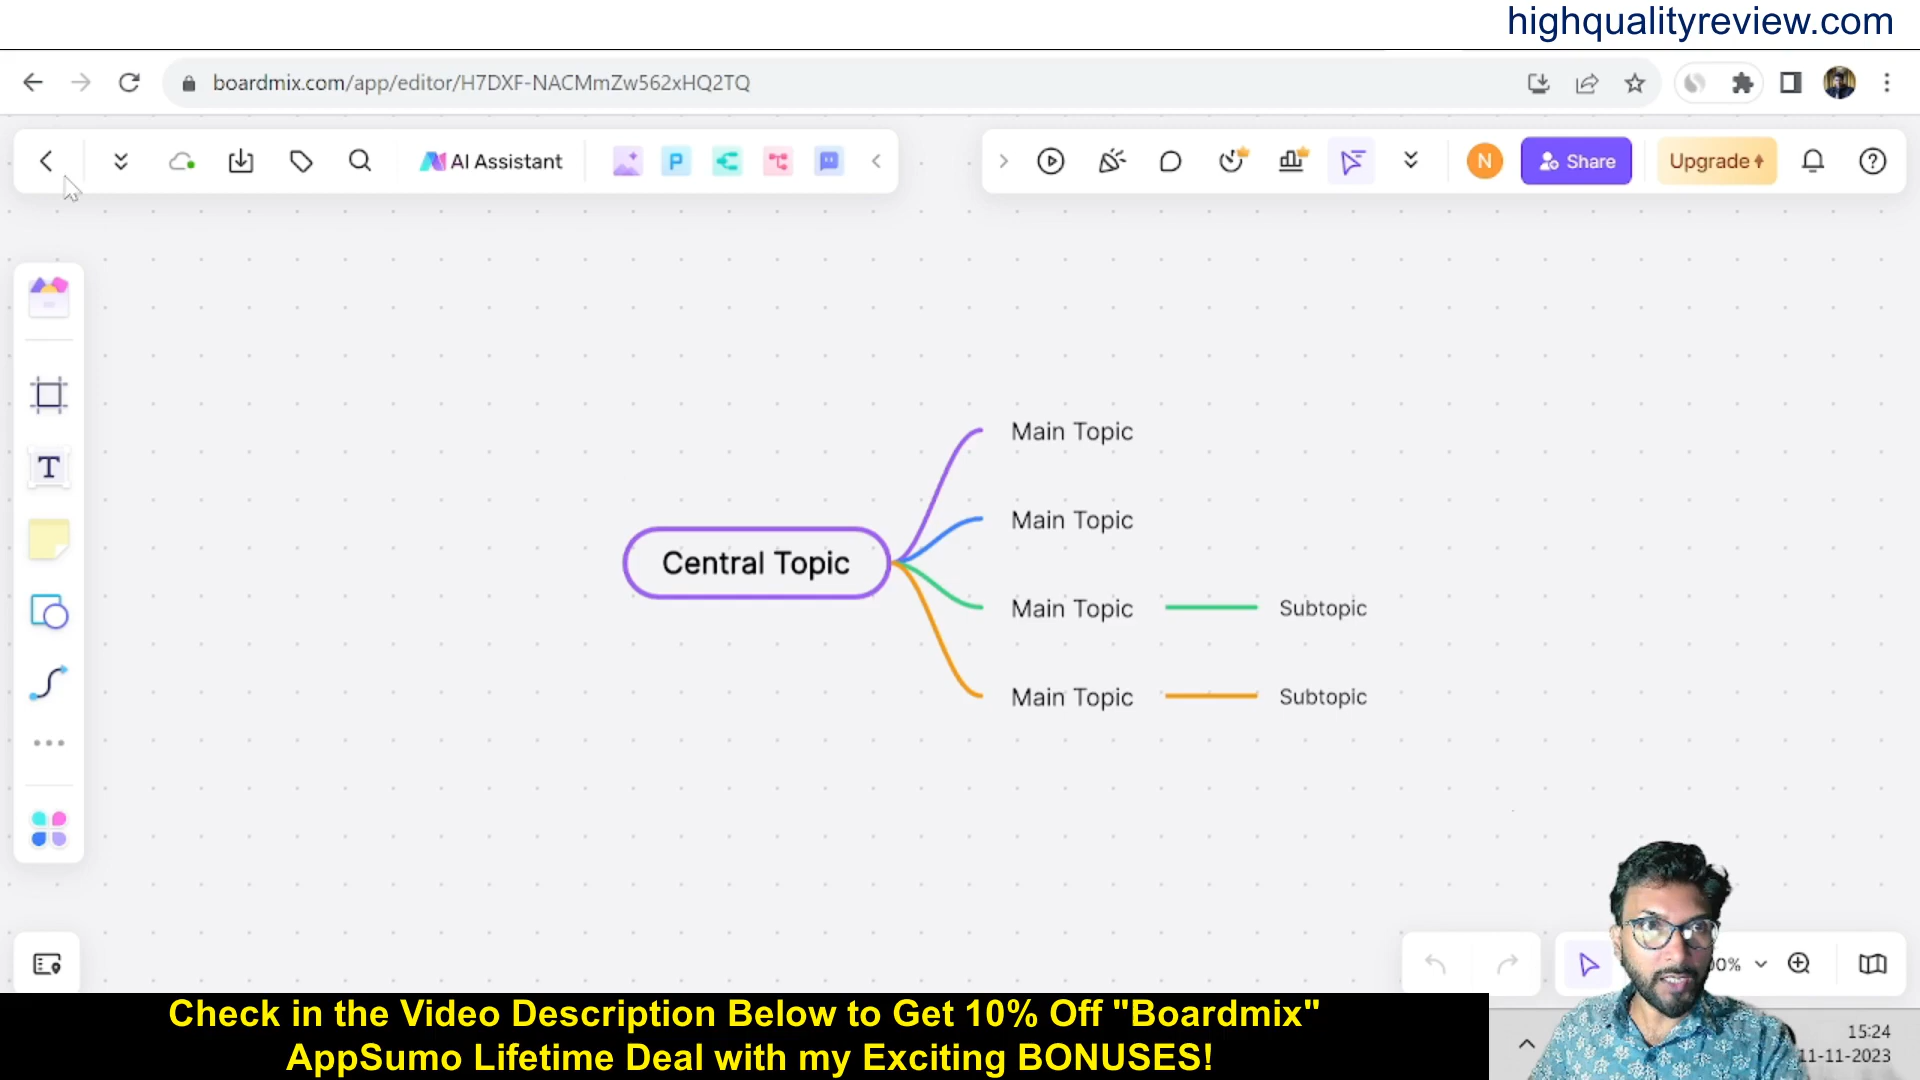 highqualityreview.com
boardmix.com/app/editor/H7DXF-NACMmZw562xHQ2TQ
AI Assistant
P
N
Share
Upgrade
T
Central Topic
Main Topic
Main Topic
Main Topic
Subtopic
Main Topic
Subtopic
00%
Check in the Video Description Below to Get 10% Off "Boardmix"
AppSumo Lifetime Deal with my Exciting BONUSES!
15:24
11-11-2023